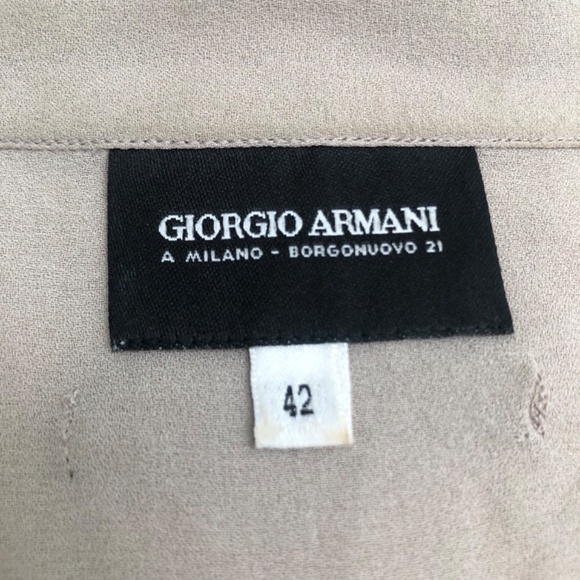 GIORGIO ARMANI
A MILANO - BORGONUOVO 21
42